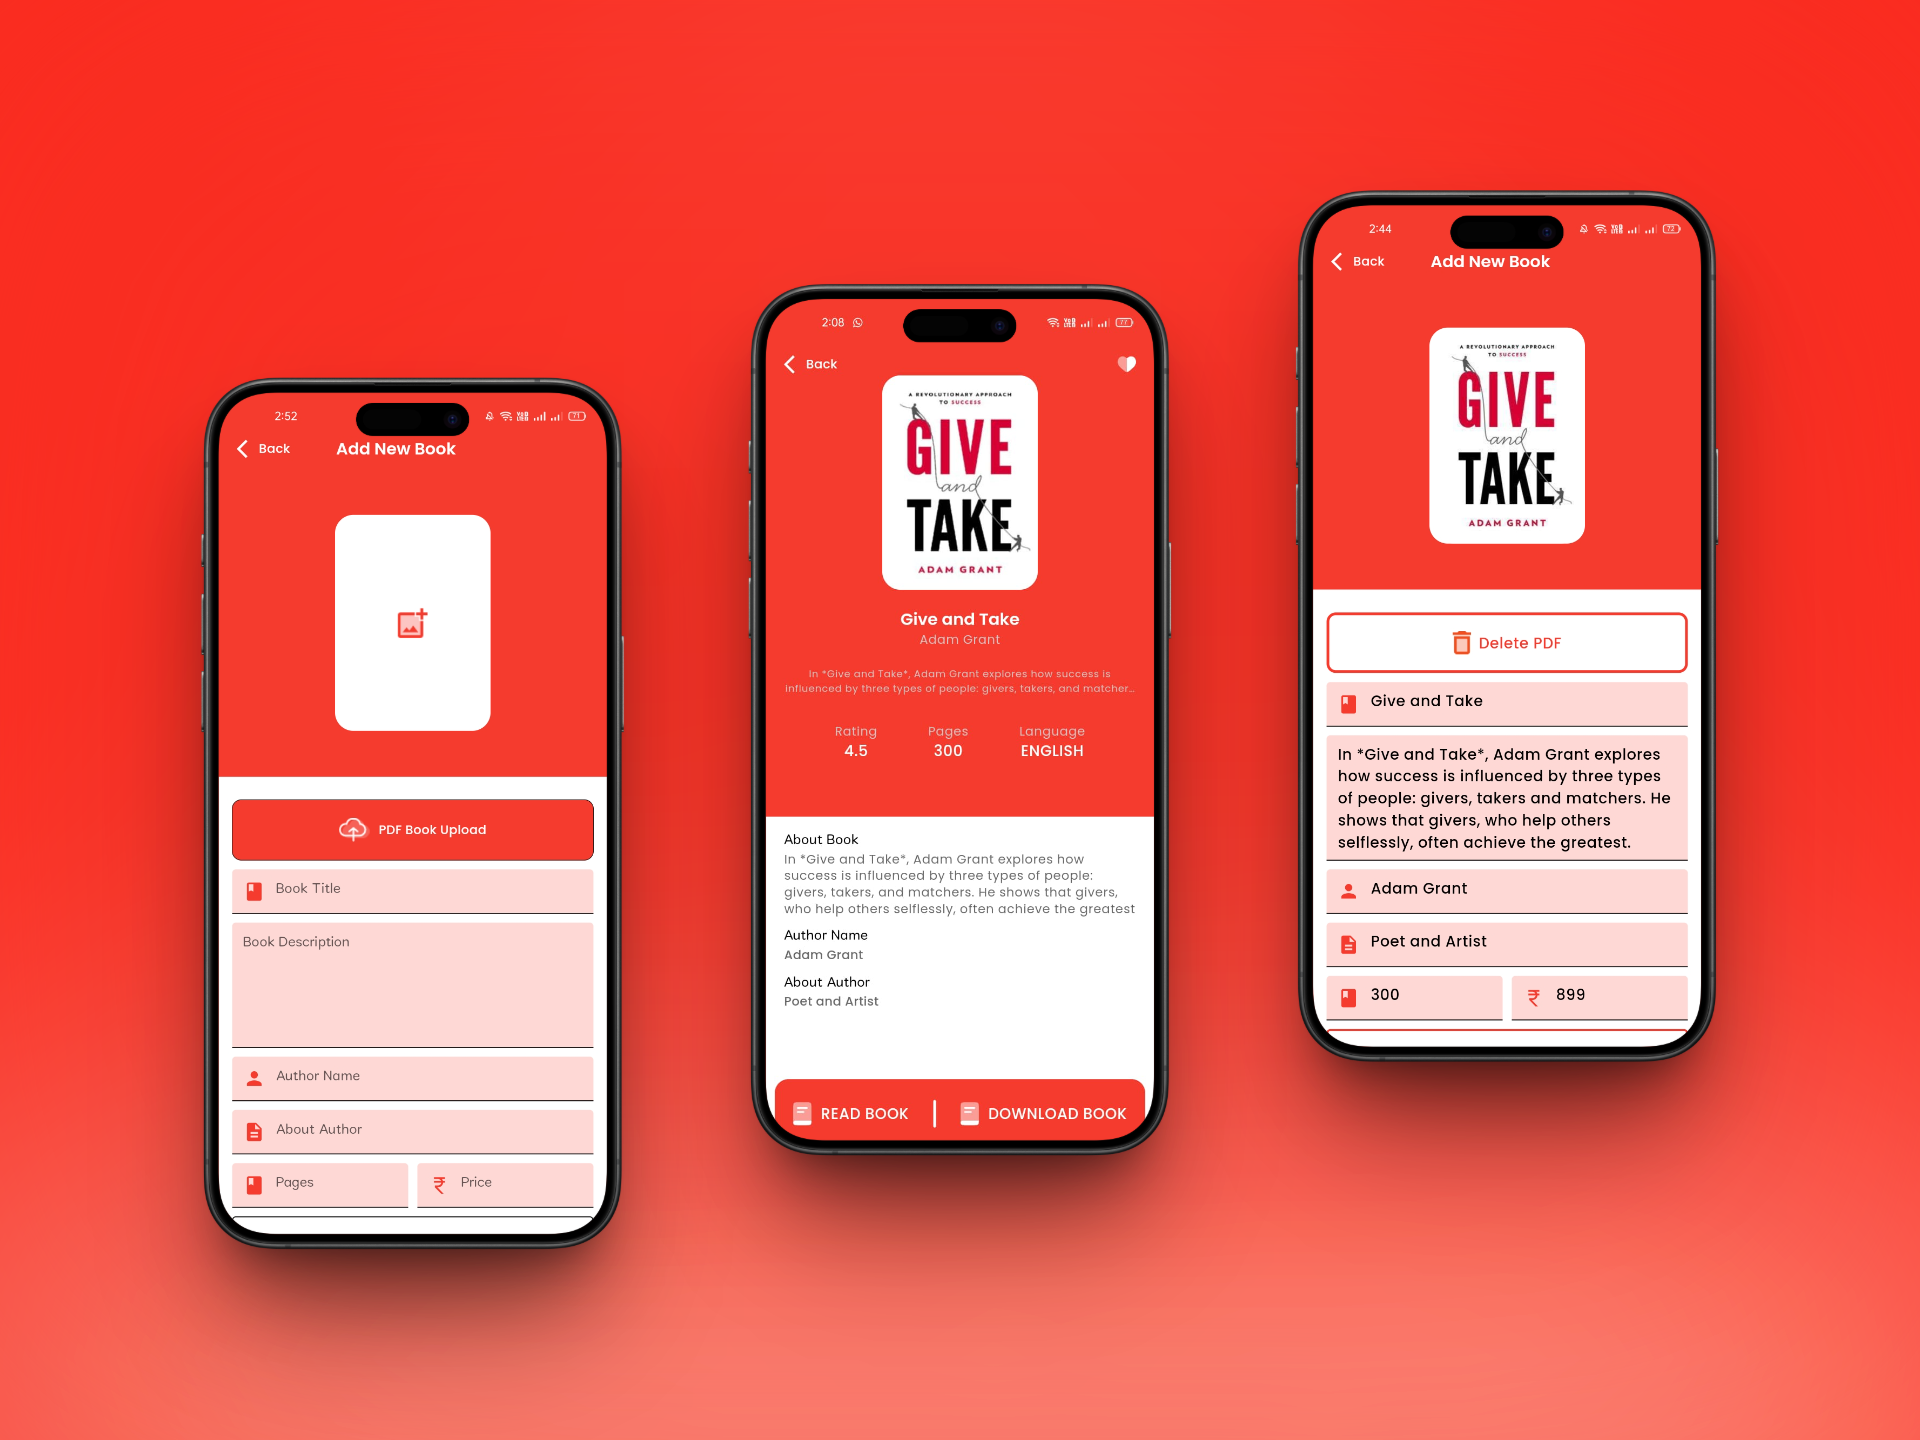 2:52
71
Back
Add New Book
PDF Book Upload
Book Title
Book Description
Author Name
About Author
Pages
Price
2:08
77
Back
A REVOLUTIONARY APPROACH
TO SUCCESS
GIVE
and
TAKE
ADAM GRANT
Give and Take
Adam Grant
In *Give and Take*, Adam Grant explores how success is
influenced by three types of people: givers, takers, and matcher...
Rating
Pages
Language
4.5
300
ENGLISH
About Book
In *Give and Take*, Adam Grant explores how
success is influenced by three types of people:
givers, takers, and matchers. He shows that givers,
who help others selflessly, often achieve the greatest
Author Name
Adam Grant
About Author
Poet and Artist
READ BOOK
DOWNLOAD BOOK
2:44
Back
Add New Book
A REVOLUTIONARY APPROACH
TO SUCCESS
GIVE
and
TAKE
ADAM GRANT
Delete PDF
Give and Take
In *Give and Take*, Adam Grant explores
how success is influenced by three types
of people: givers, takers and matchers. He
shows that givers, who help others
selflessly, often achieve the greatest.
Adam Grant
Poet and Artist
300
899